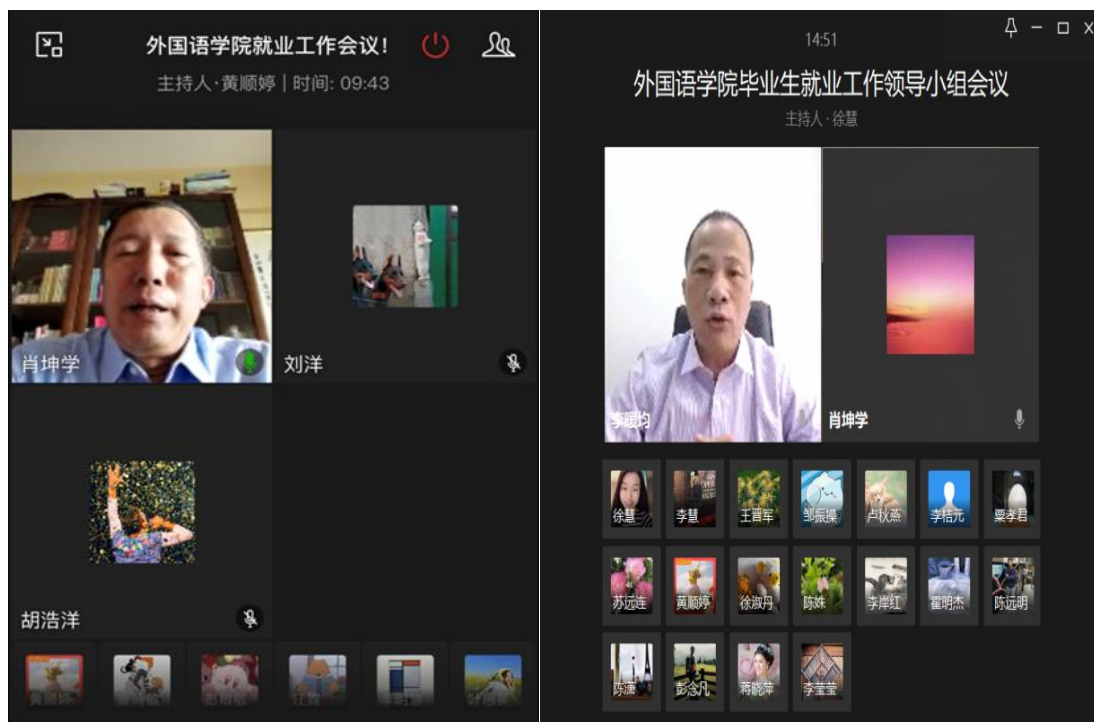 外国语学院就业工作会议!
主持人·黄顺婷 | 时间: 09:43
肖坤学
刘洋
胡浩洋
14:51
外国语学院毕业生就业工作领导小组会议
主持人·徐慧
李暖均
肖坤学
徐慧
李慧
王晋军
邹振操
卢秋燕
李桔元
粟孝君
苏远连
黄顺婷
徐淑丹
陈姝
李岸红
霍明杰
陈远明
陈潇
彭念凡
蒋晓萍
李莹莹